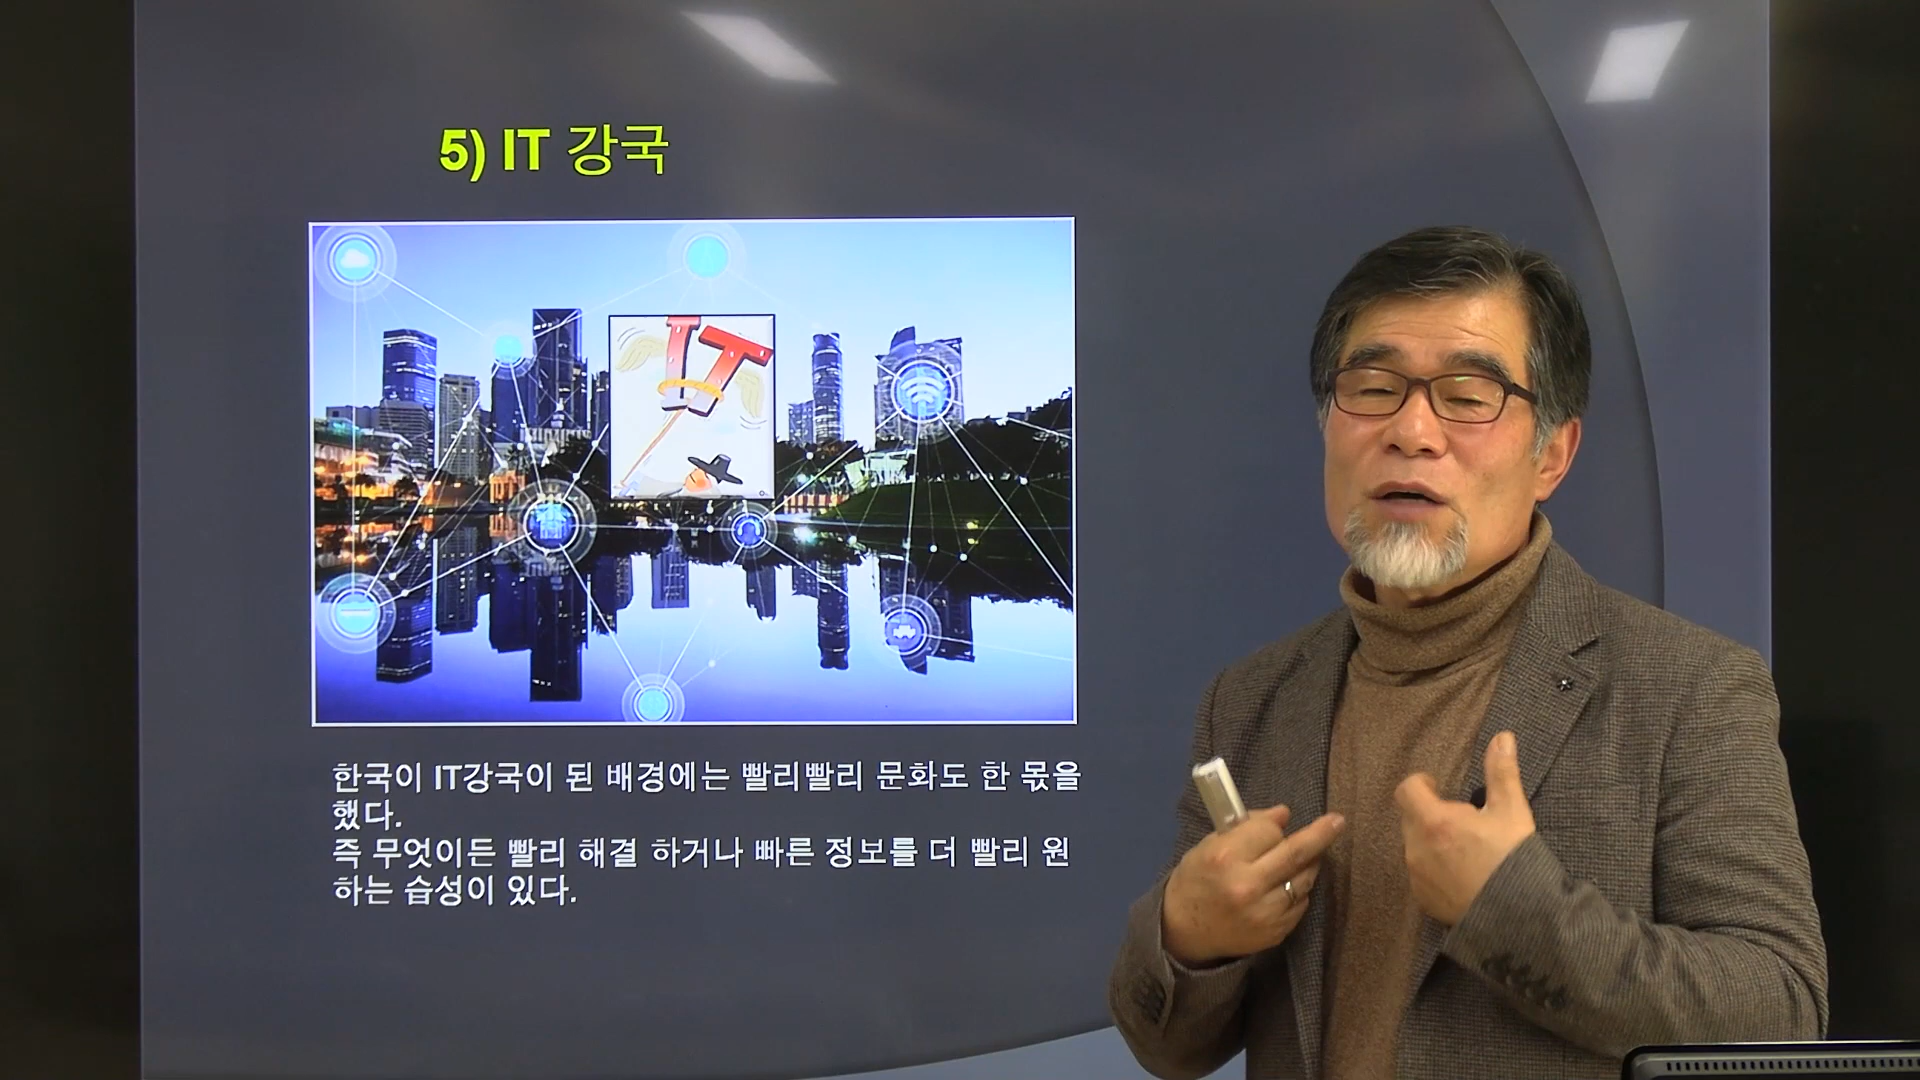 5) IT 강국
IT
한국이 IT강국이 된 배경에는 빨리빨리 문화도 한 몫을
했다.
즉 무엇이든 빨리 해결 하거나 빠른 정보를 더 빨리 원
하는 습성이 있다.